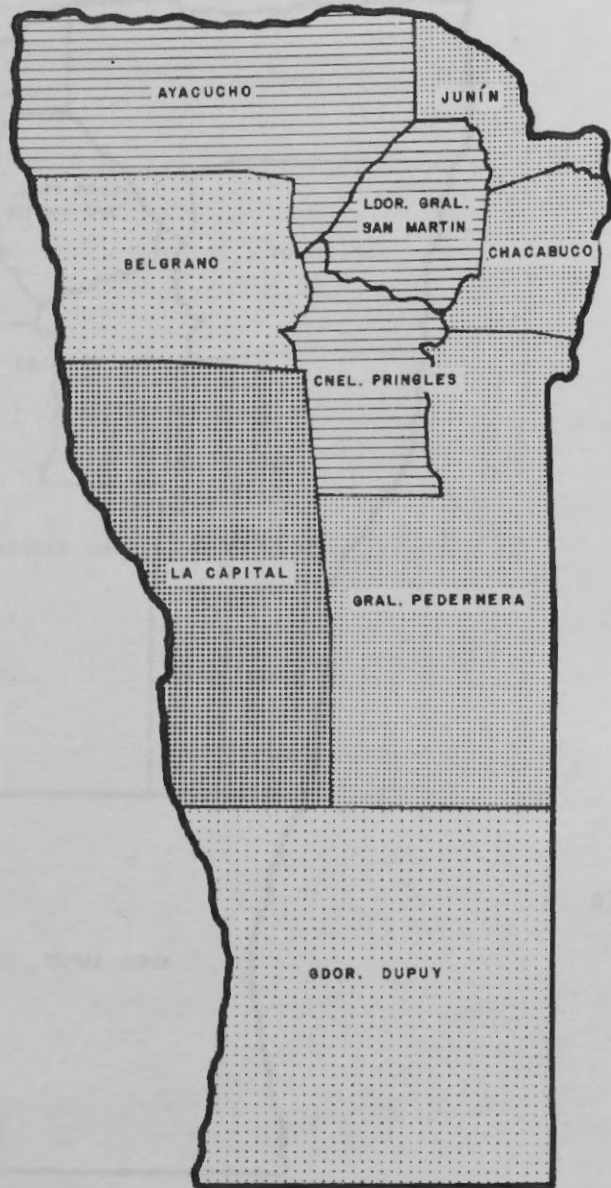 AYACUCHO
JUNÍN
LDOR. GRAL.
SAN MARTIN
BELGRANO
CHACABUCO
CNEL. PRINGLES
LA CAPITAL
GRAL. PEDERNERA
GDOR. DUPUY